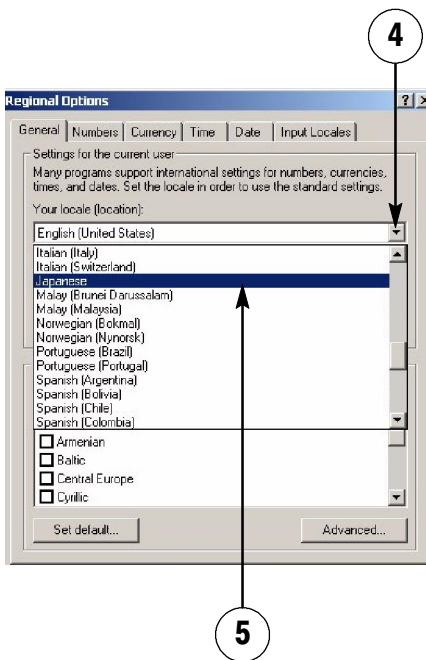 4
Regional Options ? ×
General Numbers Currency Time Date Input Locales
Settings for the current user
Many programs support international settings for numbers, currencies,
times, and dates. Set the locale in order to use the standard settings.
Your locale (location):
English (United States)
Italian (Italy)
Italian (Switzerland)
Japanese
Malay (Brunei Darussalam)
Malay (Malaysia)
Norwegian (Bokmal)
Norwegian (Nynorsk)
Portuguese (Brazil)
Portuguese (Portugal)
Spanish (Argentina)
Spanish (Bolivia)
Spanish (Chile)
Spanish (Colombia)
Armenian
Baltic
Central Europe
Cyrillic
Set default... Advanced...
5